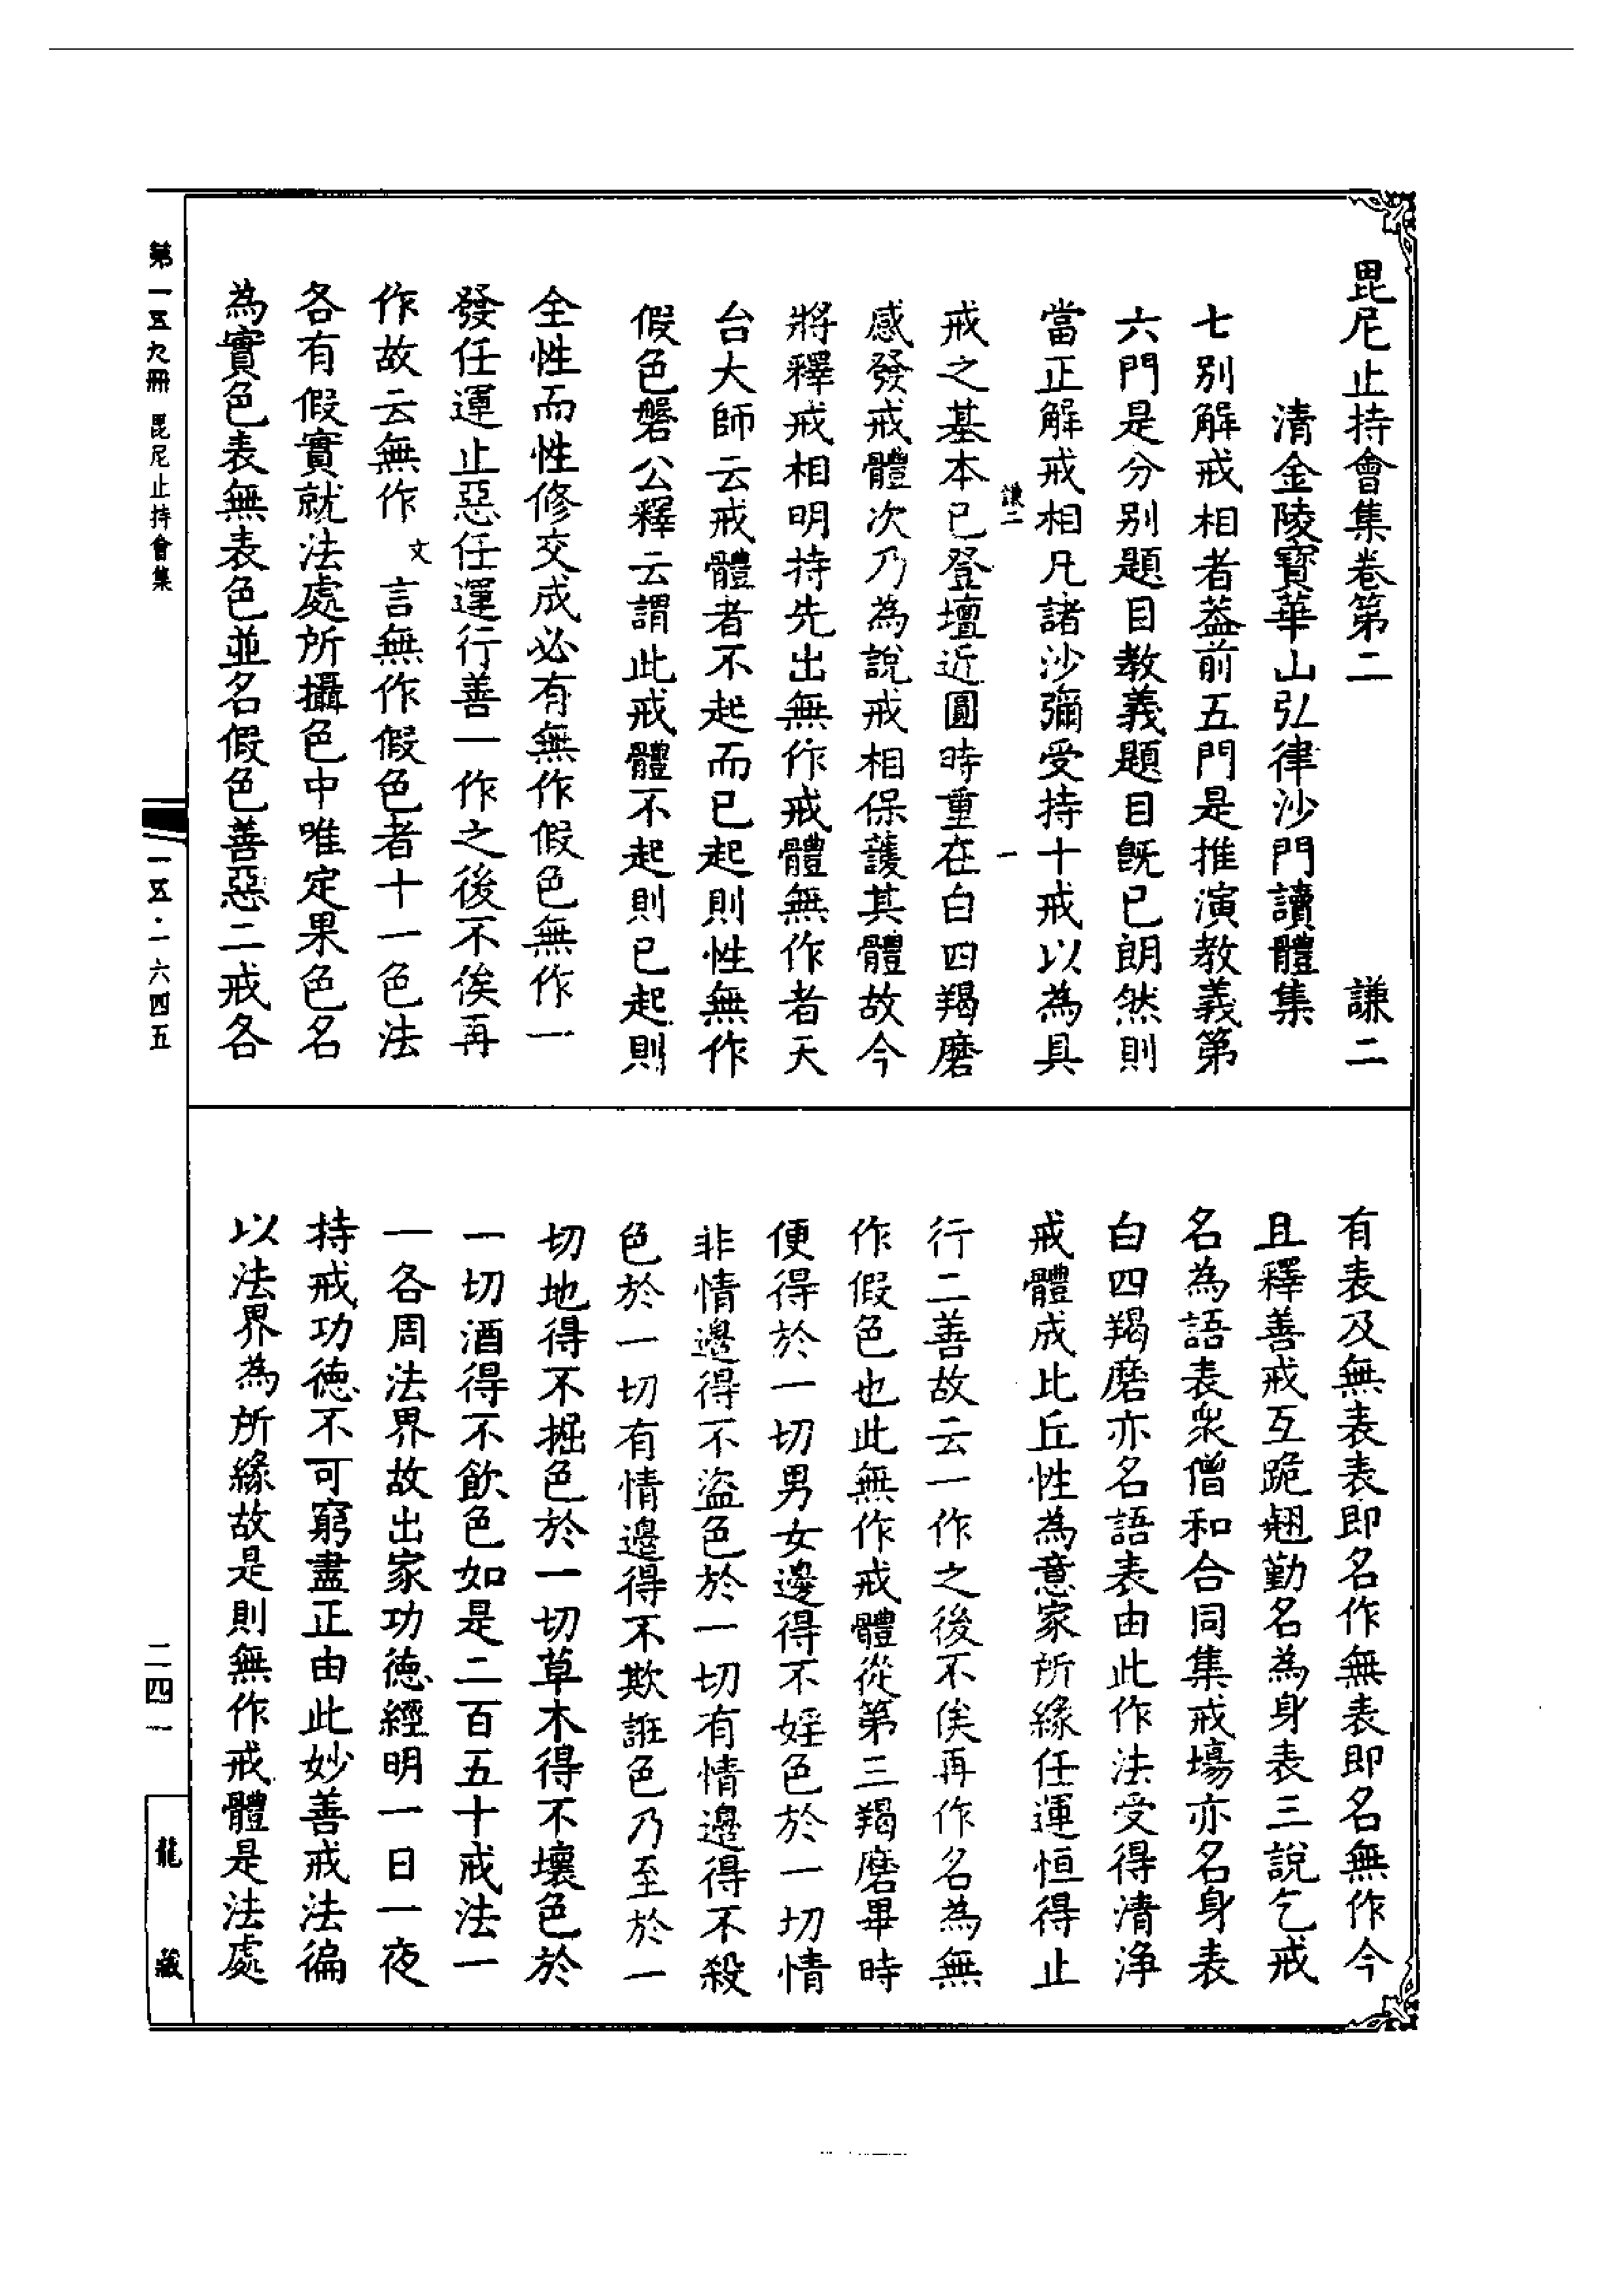 毘尼止持會集卷第二　謙二
清金陵寳華山弘律沙門讀體集
七別解戒相者葢前五門是推演教義第
六門是分別題目教義題目旣已朗然則
當正解戒相凡諸沙彌受持十戒以為具
謙二　一
戒之基本已登壇近圓時重在白四羯磨
感發戒體次乃為說戒相保護其體故今
將釋戒相明持先出無作戒體無作者天
台大師云戒體者不起而已起則性無作
假色磐公釋云謂此戒體不起則已起則
全性而性修交成必有無作假色無作一
發任運止惡任運行善一作之後不俟再
作故云無作文言無作假色者十一色法
各有假實就法處所攝色中唯定果色名
為實色表無表色並名假色善惡二戒各
有表及無表表即名作無表即名無作今
且釋善戒互跪翹勤名為身表三說乞戒
名為語表衆僧和合同集戒場亦名身表
白四羯磨亦名語表由此作法受得清淨
戒體成比丘性為意家所緣任運恒得止
行二善故云一作之後不俟再作名為無
作假色也此無作戒體從第三羯磨畢時
便得於一切男女邊得不婬色於一切情
非情邊得不盜色於一切有情邊得不殺
色於一切有情邊得不欺誑色乃至於一
切地得不掘色於一切草木得不壞色於
一切酒得不飲色如是二百五十戒法一
一各周法界故出家功德經明一日一夜
持戒功德不可窮盡正由此妙善戒法徧
以法界為所緣故是則無作戒體是法處
第一五九冊　毘尼止持會集
一五・一六四五
二四一
龍藏